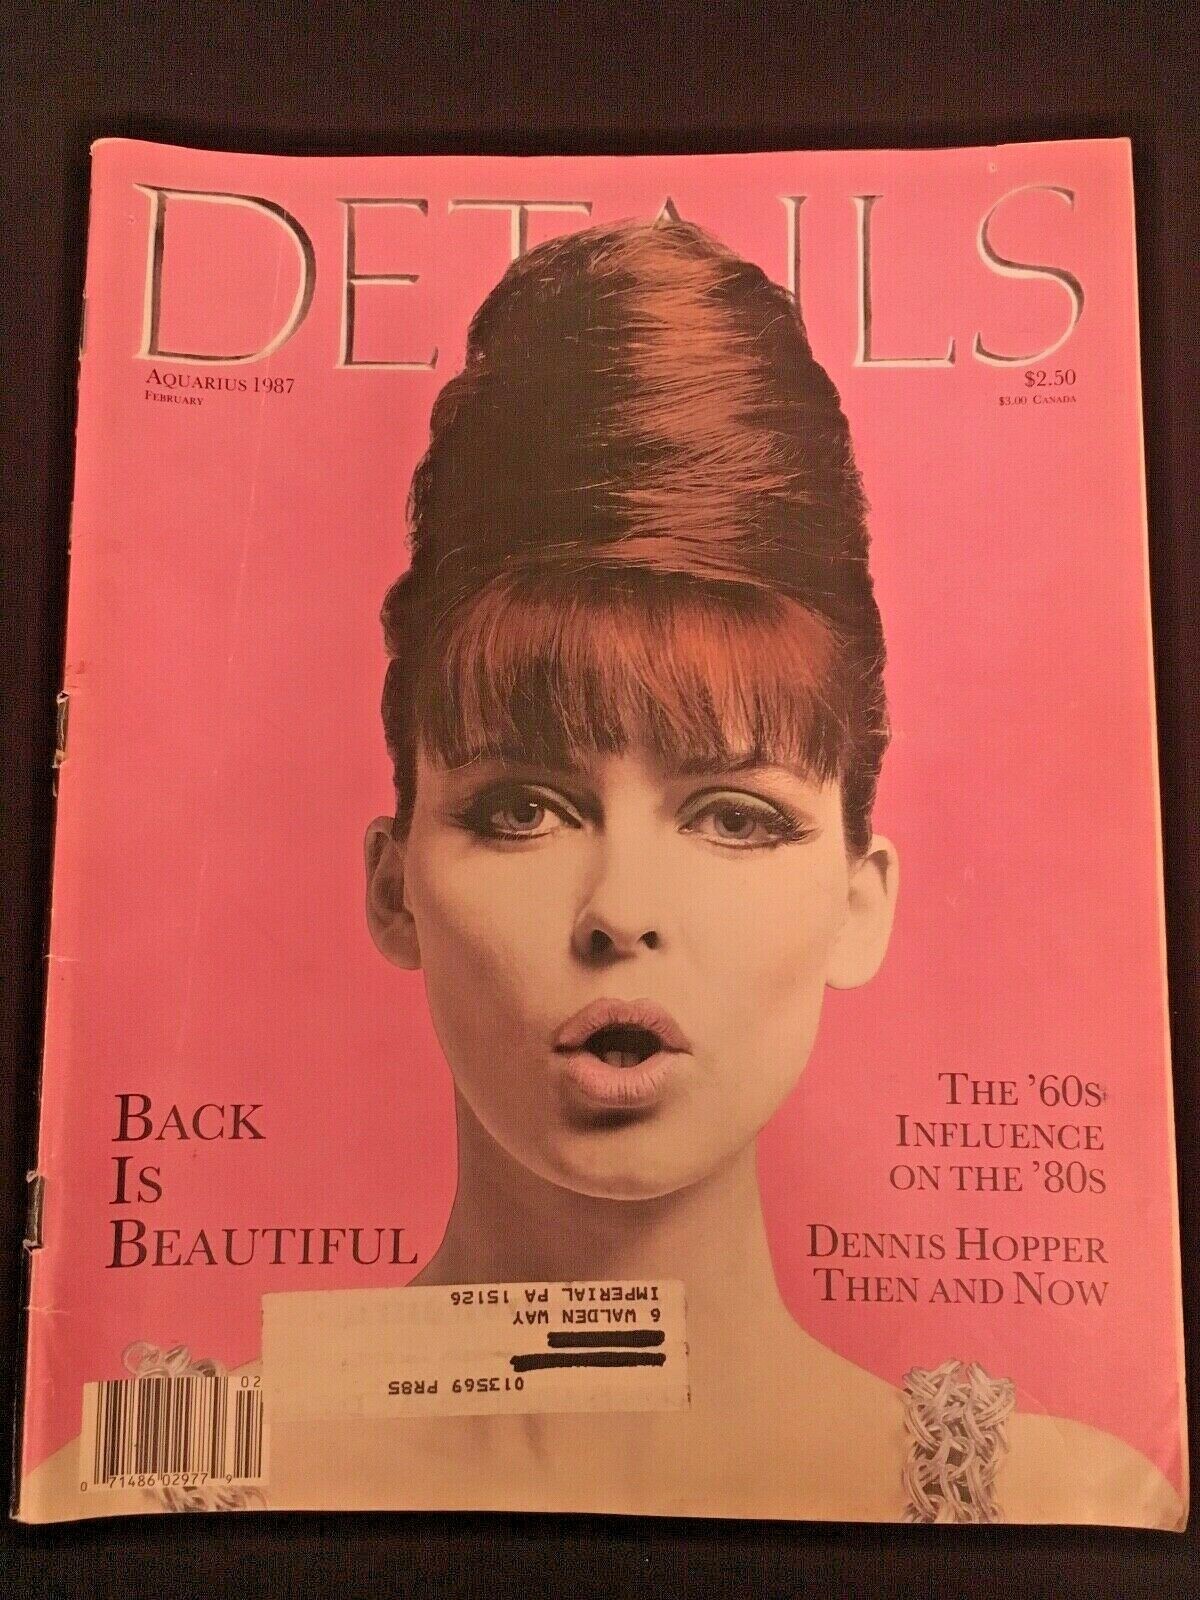 DETAILS
AQUARIUS 1987
FEBRUARY
$2.50
$3.00 CANADA
BACK
IS
BEAUTIFUL
THE '60S
INFLUENCE
ON THE '80S
DENNIS HOPPER
THEN AND NOW
013569 PR85
6 WALDEN WAY
IMPERIAL PA 15126
02
0 71486 02977 9